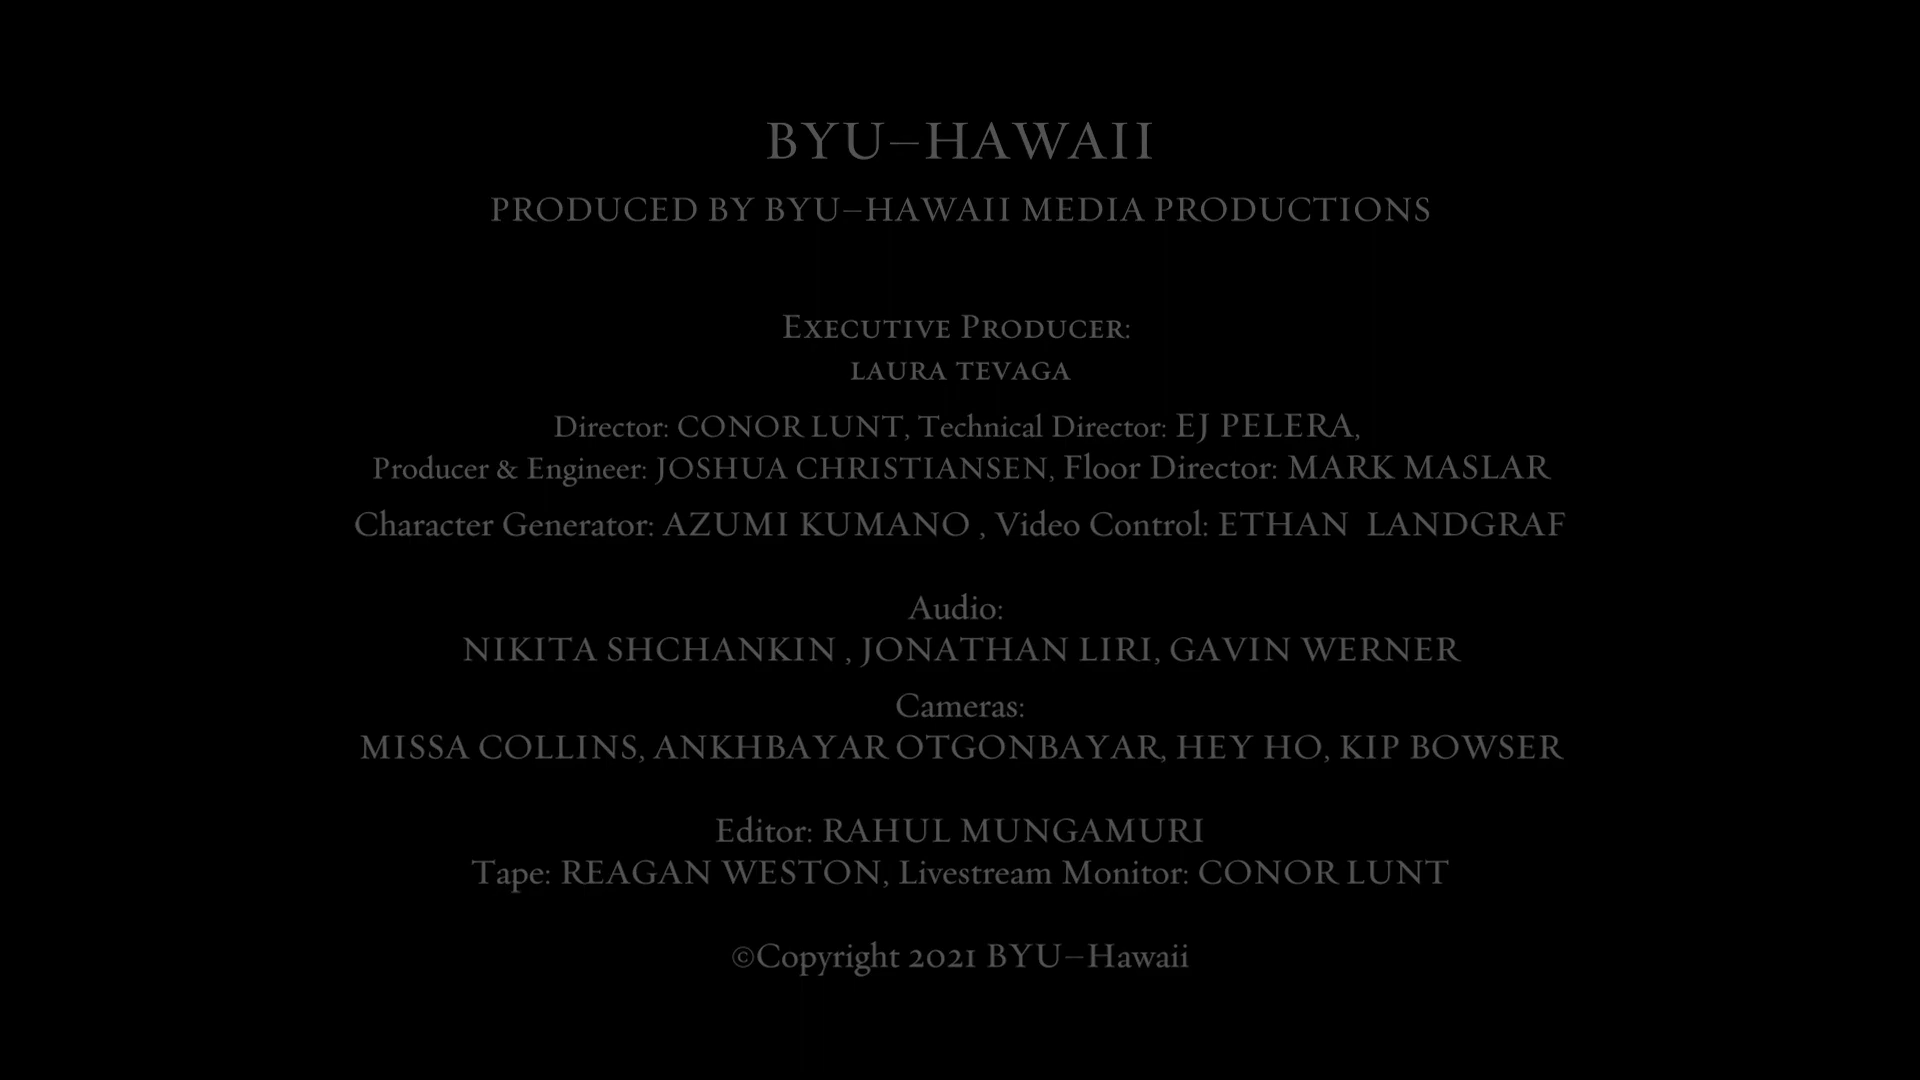 BYU–HAWAII
PRODUCED BY BYU–HAWAII MEDIA PRODUCTIONS
EXECUTIVE PRODUCER:
LAURA TEVAGA
Director: CONOR LUNT, Technical Director: EJ PELERA,
Producer & Engineer: JOSHUA CHRISTIANSEN, Floor Director: MARK MASLAR
Character Generator: AZUMI KUMANO , Video Control: ETHAN  LANDGRAF
Audio:
NIKITA SHCHANKIN , JONATHAN LIRI, GAVIN WERNER
Cameras:
MISSA COLLINS, ANKHBAYAR OTGONBAYAR, HEY HO, KIP BOWSER
Editor: RAHUL MUNGAMURI
Tape: REAGAN WESTON, Livestream Monitor: CONOR LUNT
©Copyright 2021 BYU–Hawaii